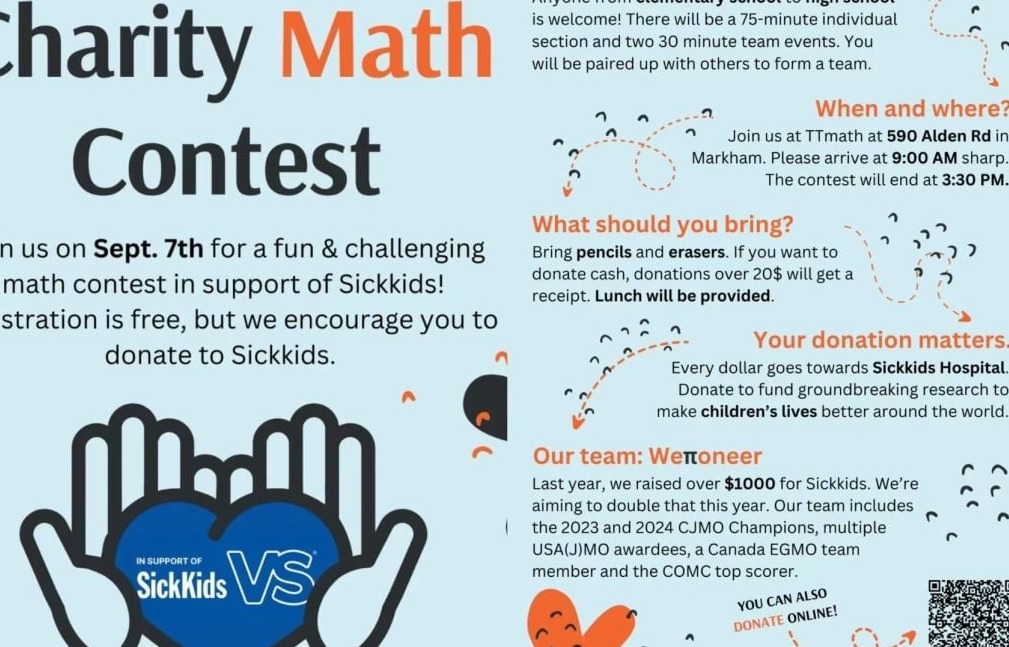 Charity Math
Contest
n us on Sept. 7th for a fun & challenging
math contest in support of Sickkids!
stration is free, but we encourage you to
donate to Sickkids.
IN SUPPORT OF
SickKids VS
Anyone from elementary school to high school
is welcome! There will be a 75-minute individual
section and two 30 minute team events. You
will be paired up with others to form a team.
When and where?
Join us at TTmath at 590 Alden Rd in
Markham. Please arrive at 9:00 AM sharp.
The contest will end at 3:30 PM.
What should you bring?
Bring pencils and erasers. If you want to
donate cash, donations over 20$ will get a
receipt. Lunch will be provided.
Your donation matters.
Every dollar goes towards Sickkids Hospital.
Donate to fund groundbreaking research to
make children's lives better around the world.
Our team: Weπoneer
Last year, we raised over $1000 for Sickkids. We're
aiming to double that this year. Our team includes
the 2023 and 2024 CJMO Champions, multiple
USA(J)MO awardees, a Canada EGMO team
member and the COMC top scorer.
YOU CAN ALSO
DONATE ONLINE!